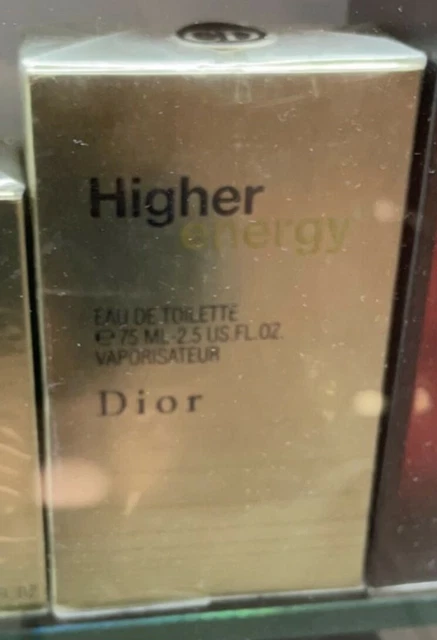 Higher
energy
EAU DE TOILETTE
℮ 75 ML-2.5 US.FL.OZ.
VAPORISATEUR
Dior